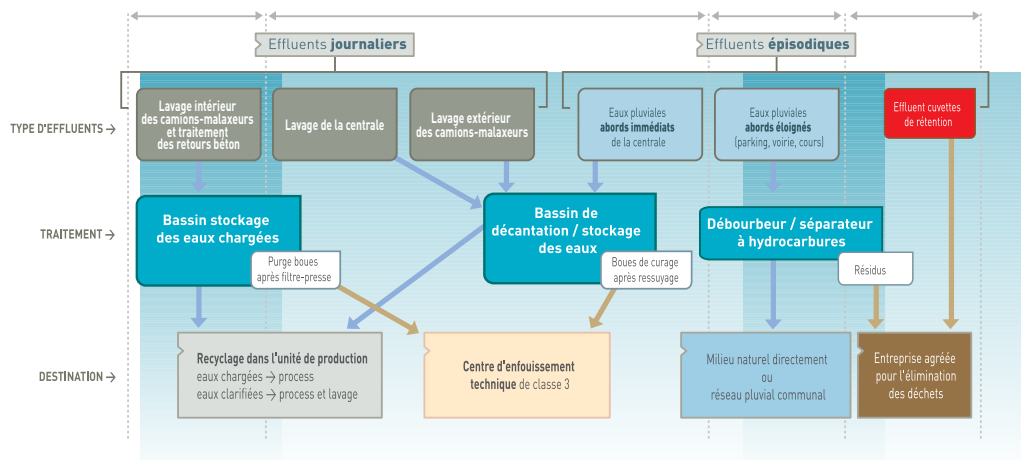 Effluents journaliers
Effluents épisodiques
TYPE D'EFFLUENTS →
Lavage intérieur
des camions-malaxeurs
et traitement
des retours béton
Lavage de la centrale
Lavage extérieur
des camions-malaxeurs
Eaux pluviales
abords immédiats
de la centrale
Eaux pluviales
abords éloignés
(parking, voirie, cours)
Effluent cuvettes
de rétention
TRAITEMENT →
Bassin stockage
des eaux chargées
Purge boues
après filtre-presse
Bassin de
décantation / stockage
des eaux
Boues de curage
après ressuyage
Débourbeur / séparateur
à hydrocarbures
Résidus
DESTINATION →
Recyclage dans l'unité de production
eaux chargées → process
eaux clarifiées → process et lavage
Centre d'enfouissement
technique de classe 3
Milieu naturel directement
ou
réseau pluvial communal
Entreprise agréée
pour l'élimination
des déchets